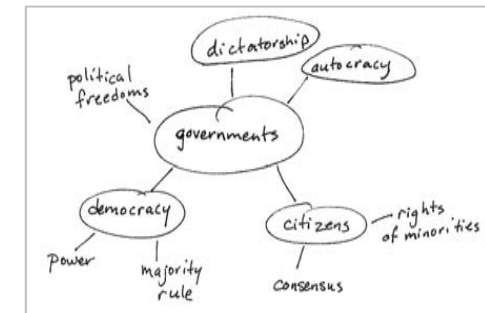 dictatorship
autocracy
political
freedoms
governments
democracy
citizens
rights
of minorities
power
majority
rule
consensus